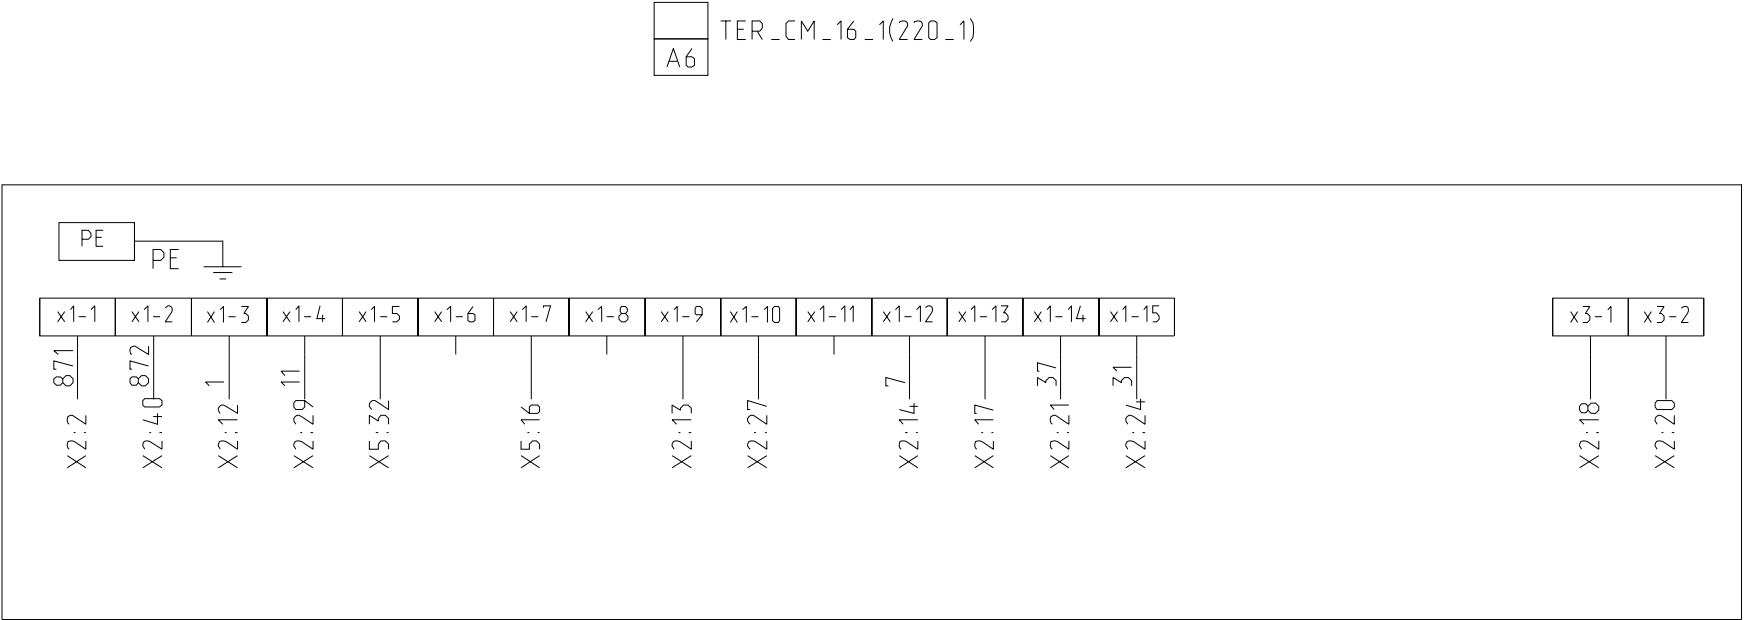 TER_CM_16_1(220_1)
A6
PE
PE
x1-1 x1-2 x1-3 x1-4 x1-5 x1-6 x1-7 x1-8 x1-9 x1-10 x1-11 x1-12 x1-13 x1-14 x1-15 x3-1 x3-2
871 872 1 11 7 37 31
X2:2 X2:40 X2:12 X2:29 X5:32 X5:16 X2:13 X2:27 X2:14 X2:17 X2:21 X2:24 X2:18 X2:20